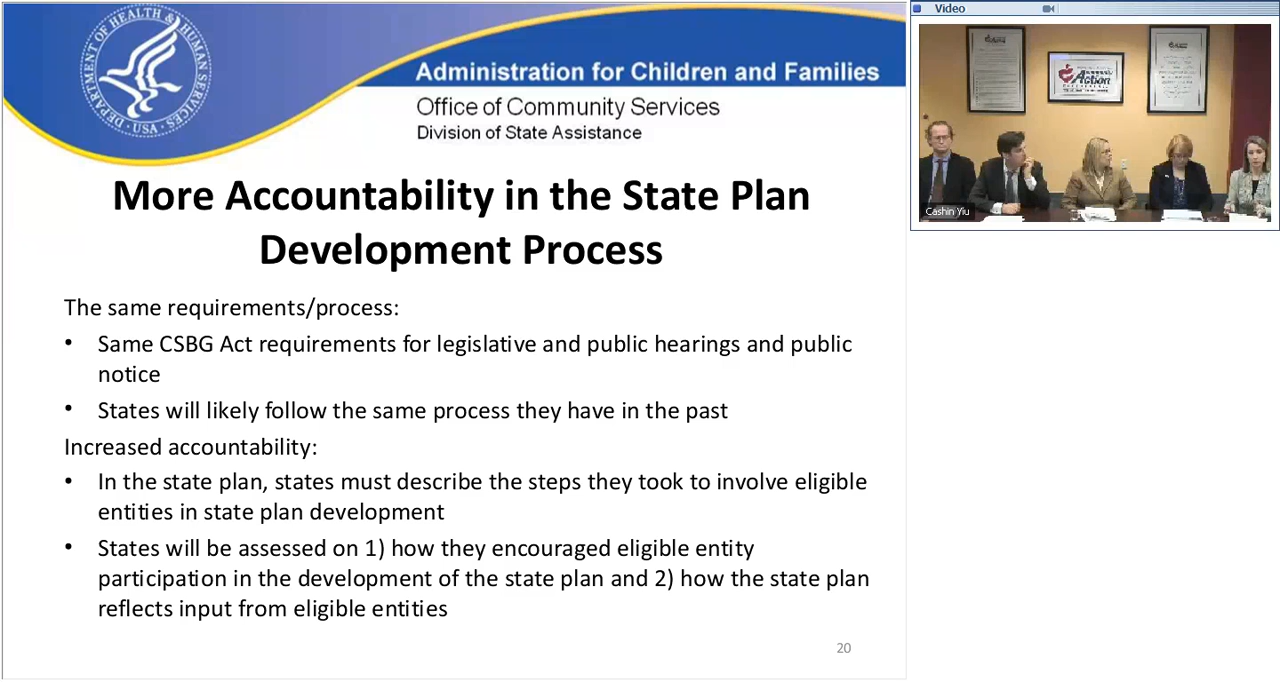 DEPARTMENT OF HEALTH & HUMAN SERVICES · USA
Administration for Children and Families
Office of Community Services
Division of State Assistance
More Accountability in the State Plan
Development Process
The same requirements/process:
• Same CSBG Act requirements for legislative and public hearings and public
notice
• States will likely follow the same process they have in the past
Increased accountability:
• In the state plan, states must describe the steps they took to involve eligible
entities in state plan development
• States will be assessed on 1) how they encouraged eligible entity
participation in the development of the state plan and 2) how the state plan
reflects input from eligible entities
20
Video
Action
Cashin Yiu